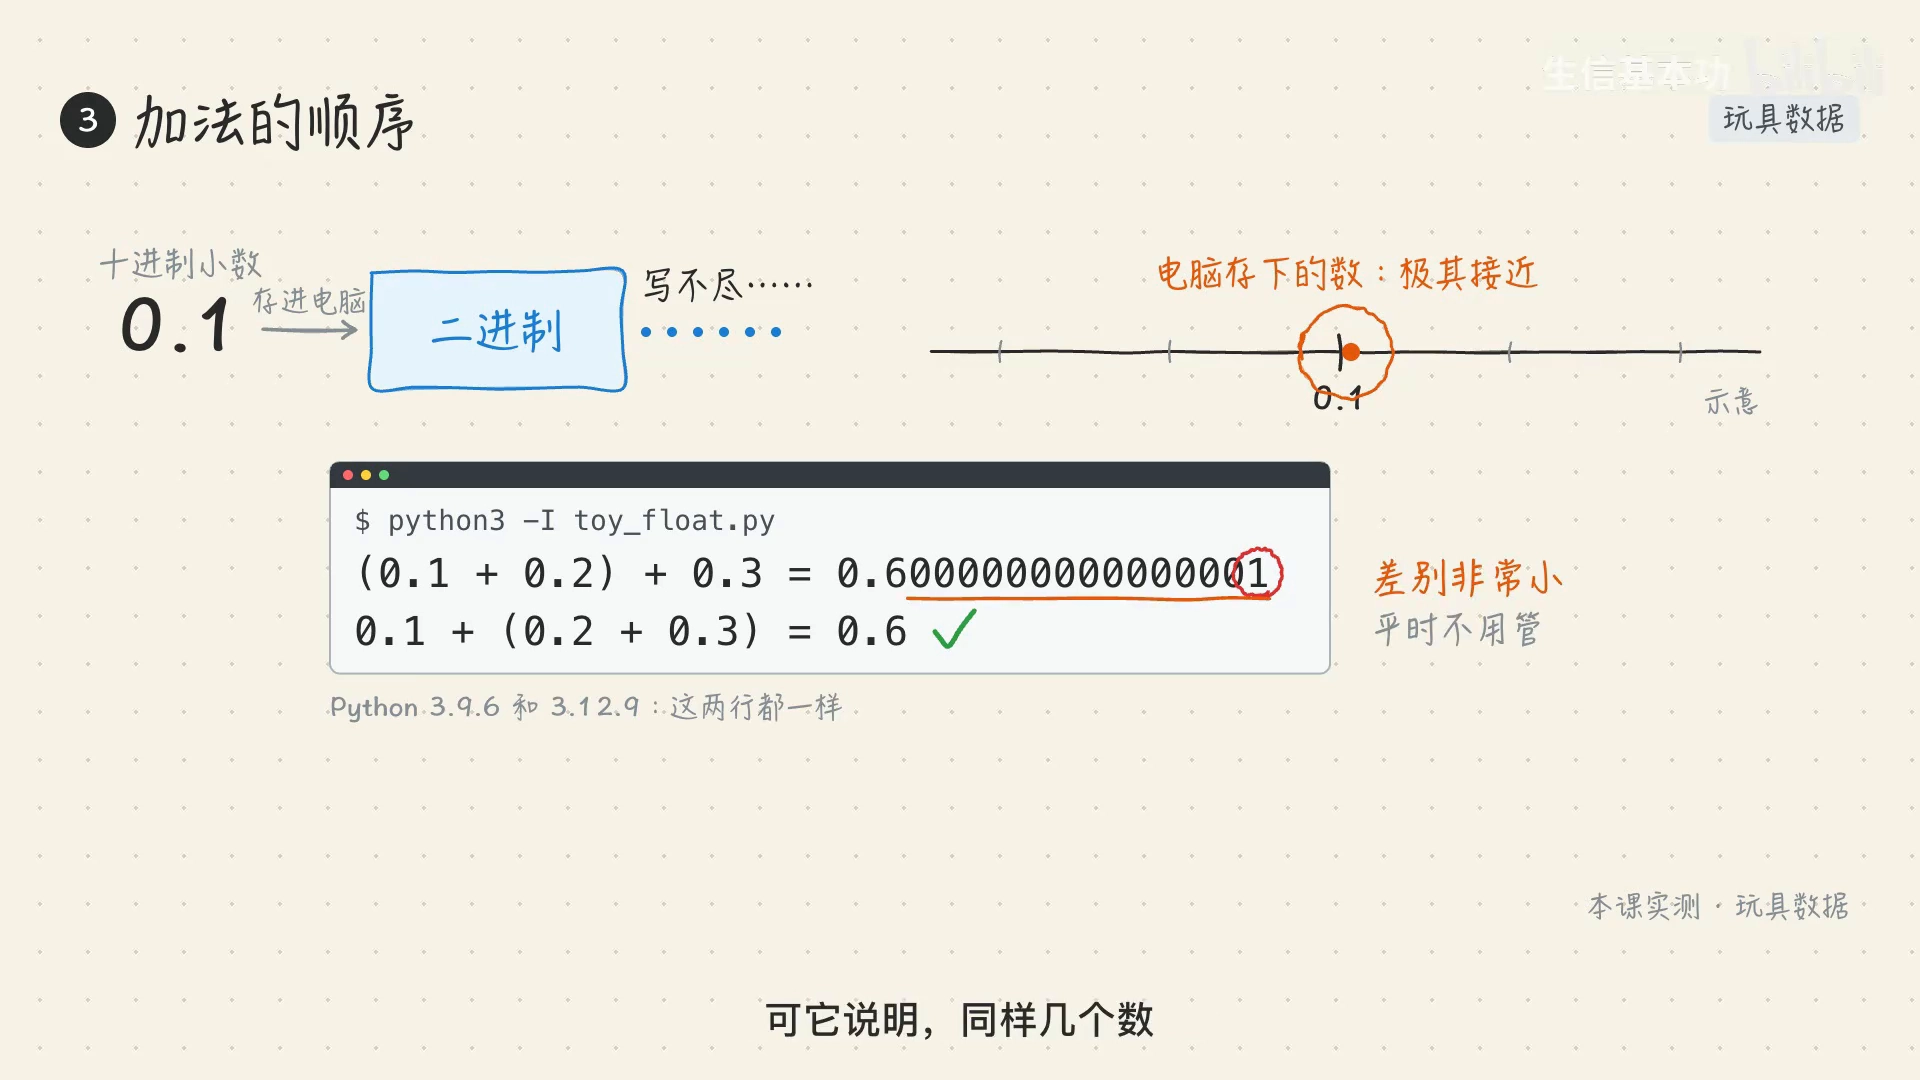 生信基本功
3 加法的顺序
玩具数据
十进制小数
0.1
存进电脑
二进制
写不尽······
电脑存下的数：极其接近
0.1
示意
$ python3 -I toy_float.py
(0.1 + 0.2) + 0.3 = 0.6000000000000001
0.1 + (0.2 + 0.3) = 0.6
差别非常小
平时不用管
Python 3.9.6 和 3.12.9：这两行都一样
本课实测 · 玩具数据
可它说明，同样几个数